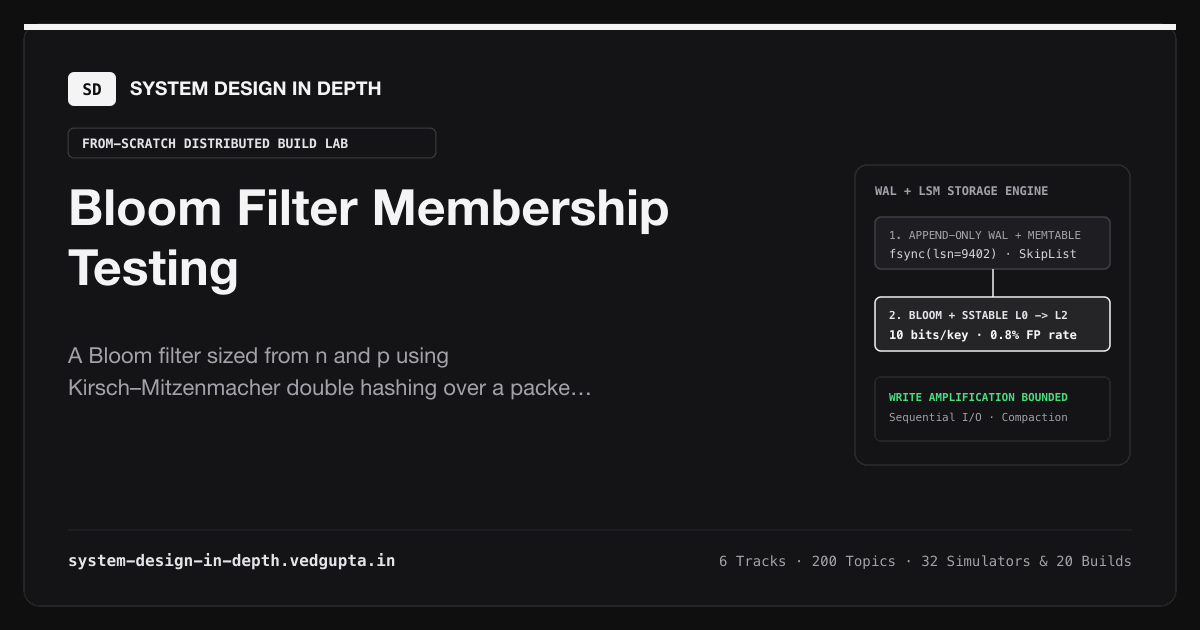 SD SYSTEM DESIGN IN DEPTH
FROM–SCRATCH DISTRIBUTED BUILD LAB
Bloom Filter Membership
Testing
A Bloom filter sized from n and p using
Kirsch–Mitzenmacher double hashing over a packe…
WAL + LSM STORAGE ENGINE
1. APPEND-ONLY WAL + MEMTABLE
fsync(lsn=9402) · SkipList
2. BLOOM + SSTABLE L0 -> L2
10 bits/key · 0.8% FP rate
WRITE AMPLIFICATION BOUNDED
Sequential I/O · Compaction
system-design-in-depth.vedgupta.in
6 Tracks · 200 Topics · 32 Simulators & 20 Builds